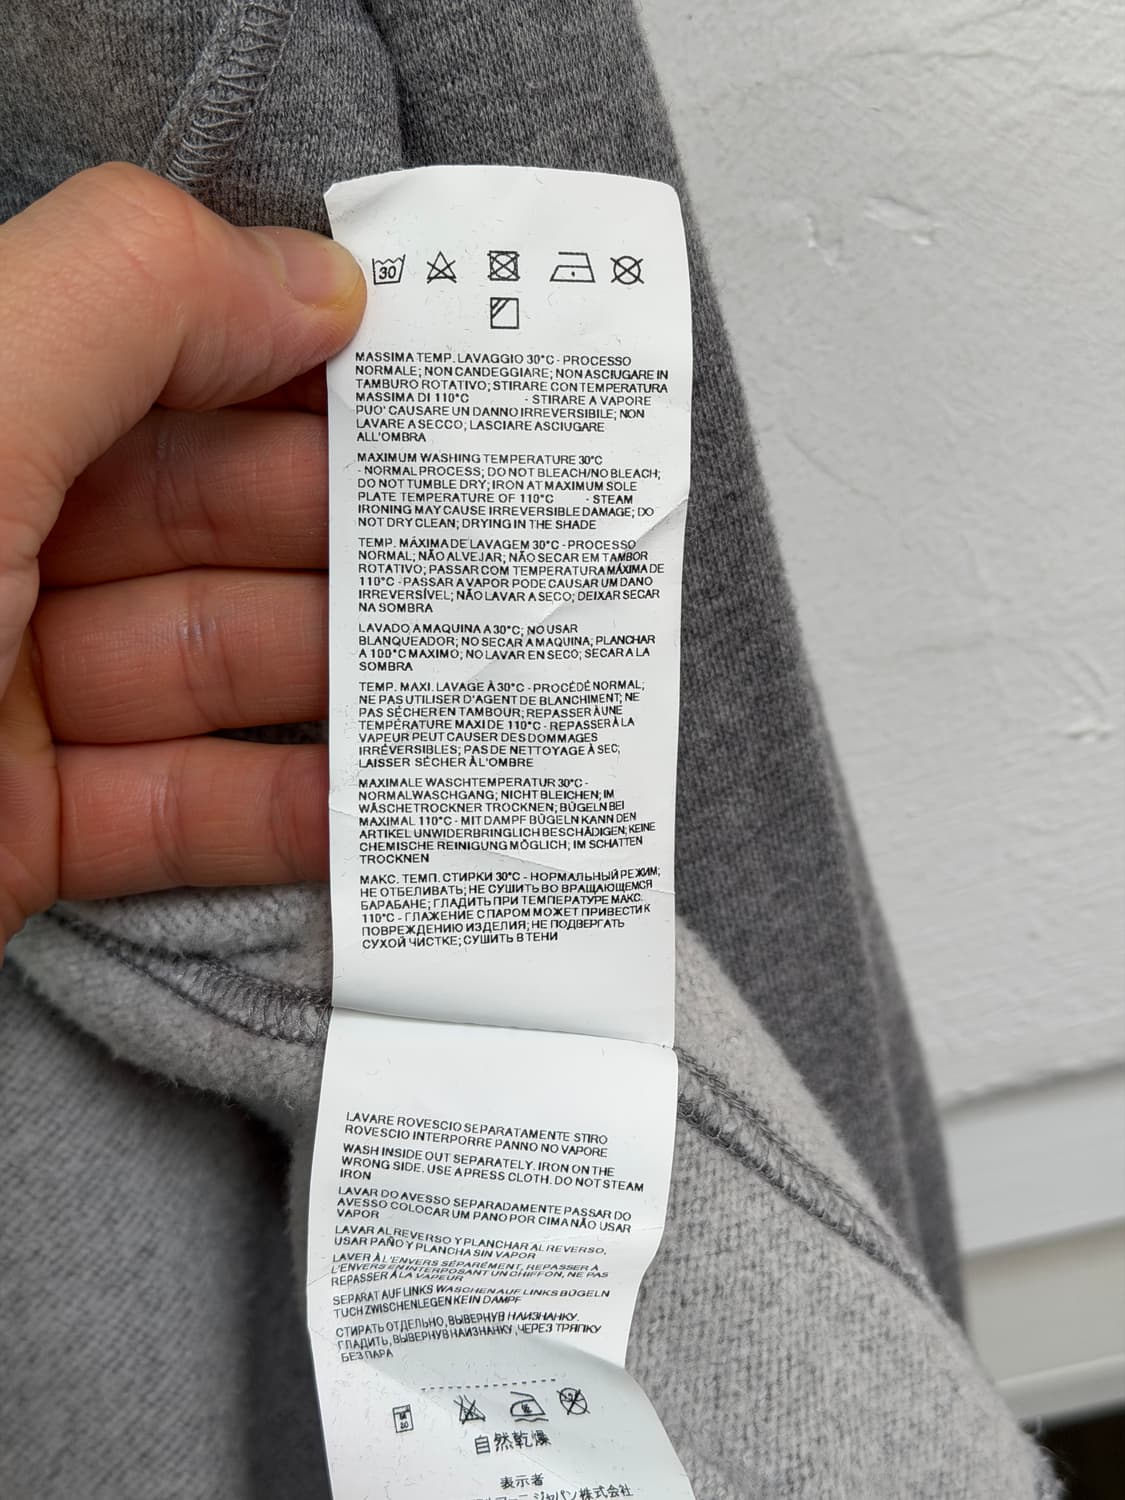 30
MASSIMA TEMP. LAVAGGIO 30°C - PROCESSO
NORMALE; NON CANDEGGIARE; NON ASCIUGARE IN
TAMBURO ROTATIVO; STIRARE CON TEMPERATURA
MASSIMA DI 110°C - STIRARE A VAPORE
PUO' CAUSARE UN DANNO IRREVERSIBILE; NON
LAVARE A SECCO; LASCIARE ASCIUGARE
ALL'OMBRA
MAXIMUM WASHING TEMPERATURE 30°C
- NORMAL PROCESS; DO NOT BLEACH/NO BLEACH;
DO NOT TUMBLE DRY; IRON AT MAXIMUM SOLE
PLATE TEMPERATURE OF 110°C - STEAM
IRONING MAY CAUSE IRREVERSIBLE DAMAGE; DO
NOT DRY CLEAN; DRYING IN THE SHADE
TEMP. MÁXIMA DE LAVAGEM 30°C - PROCESSO
NORMAL; NÃO ALVEJAR; NÃO SECAR EM TAMBOR
ROTATIVO; PASSAR COM TEMPERATURA MÁXIMA DE
110°C - PASSAR A VAPOR PODE CAUSAR UM DANO
IRREVERSÍVEL; NÃO LAVAR A SECO; DEIXAR SECAR
NA SOMBRA
LAVADO A MAQUINA A 30°C; NO USAR
BLANQUEADOR; NO SECAR A MAQUINA; PLANCHAR
A 100°C MAXIMO; NO LAVAR EN SECO; SECAR A LA
SOMBRA
TEMP. MAXI. LAVAGE À 30°C - PROCÉDÉ NORMAL;
NE PAS UTILISER D'AGENT DE BLANCHIMENT; NE
PAS SÉCHER EN TAMBOUR; REPASSER À UNE
TEMPÉRATURE MAXI DE 110°C - REPASSER À LA
VAPEUR PEUT CAUSER DES DOMMAGES
IRRÉVERSIBLES; PAS DE NETTOYAGE À SEC;
LAISSER SÉCHER À L'OMBRE
MAXIMALE WASCHTEMPERATUR 30°C -
NORMALWASCHGANG; NICHT BLEICHEN; IM
WÄSCHETROCKNER TROCKNEN; BÜGELN BEI
MAXIMAL 110°C - MIT DAMPF BÜGELN KANN DEN
ARTIKEL UNWIDERBRINGLICH BESCHÄDIGEN; KEINE
CHEMISCHE REINIGUNG MÖGLICH; IM SCHATTEN
TROCKNEN
МАКС. ТЕМП. СТИРКИ 30°C - НОРМАЛЬНЫЙ РЕЖИМ;
НЕ ОТБЕЛИВАТЬ; НЕ СУШИТЬ ВО ВРАЩАЮЩЕМСЯ
БАРАБАНЕ; ГЛАДИТЬ ПРИ ТЕМПЕРАТУРЕ МАКС.
110°C - ГЛАЖЕНИЕ С ПАРОМ МОЖЕТ ПРИВЕСТИ К
ПОВРЕЖДЕНИЮ ИЗДЕЛИЯ; НЕ ПОДВЕРГАТЬ
СУХОЙ ЧИСТКЕ; СУШИТЬ В ТЕНИ
LAVARE ROVESCIO SEPARATAMENTE STIRO
ROVESCIO INTERPORRE PANNO NO VAPORE
WASH INSIDE OUT SEPARATELY. IRON ON THE
WRONG SIDE. USE A PRESS CLOTH. DO NOT STEAM
IRON
LAVAR DO AVESSO SEPARADAMENTE PASSAR DO
AVESSO COLOCAR UM PANO POR CIMA NÃO USAR
VAPOR
LAVAR AL REVERSO Y PLANCHAR AL REVERSO,
USAR PAÑO Y PLANCHA SIN VAPOR
LAVER À L'ENVERS SÉPARÉMENT, REPASSER À
L'ENVERS EN INTERPOSANT UN CHIFFON, NE PAS
REPASSER À LA VAPEUR
SEPARAT AUF LINKS WASCHEN AUF LINKS BÜGELN
TUCH ZWISCHENLEGEN KEIN DAMPF
СТИРАТЬ ОТДЕЛЬНО, ВЫВЕРНУВ НАИЗНАНКУ.
ГЛАДИТЬ, ВЫВЕРНУВ НАИЗНАНКУ, ЧЕРЕЗ ТРЯПКУ
БЕЗ ПАРА
自然乾燥
表示者
ジャパン株式会社